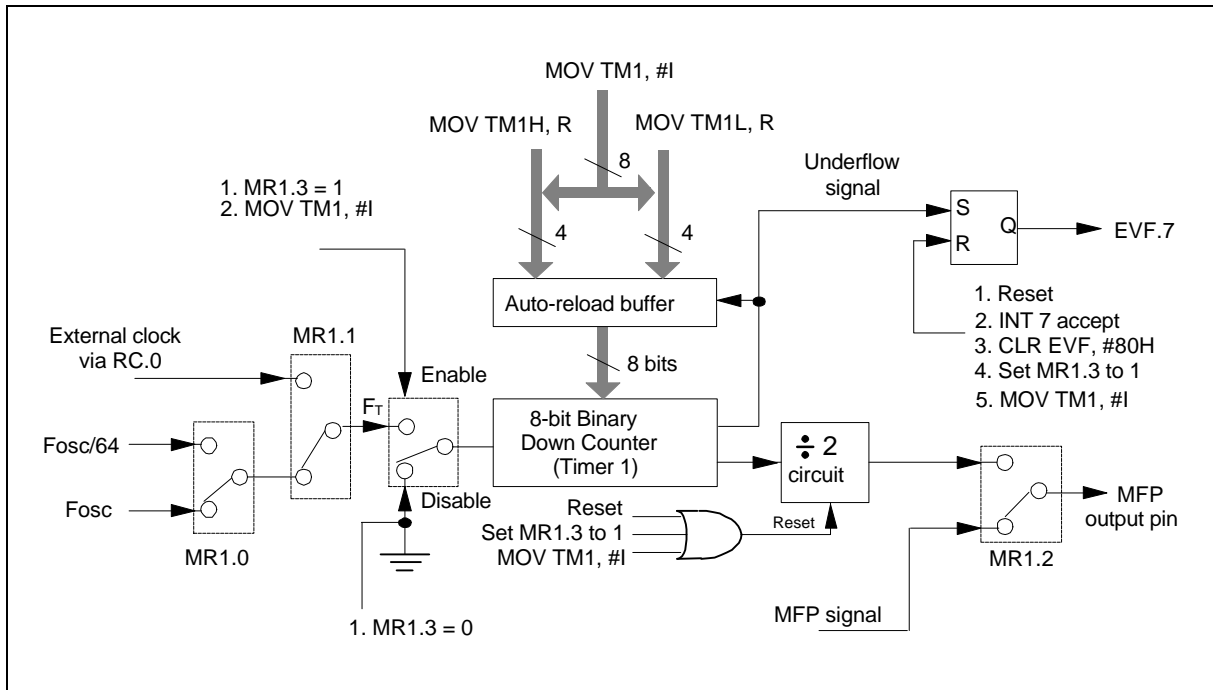 MOV TM1, #I
MOV TM1H, R
MOV TM1L, R
8
Underflow
signal
1. MR1.3 = 1
2. MOV TM1, #I
4
4
S
Q
R
EVF.7
Auto-reload buffer
1. Reset
2. INT 7 accept
3. CLR EVF, #80H
4. Set MR1.3 to 1
5. MOV TM1, #I
External clock
via RC.0
MR1.1
8 bits
Enable
FT
Fosc/64
8-bit Binary
Down Counter
(Timer 1)
÷ 2
circuit
Fosc
Disable
MFP
output pin
Reset
Set MR1.3 to 1
MOV TM1, #I
Reset
MR1.0
MR1.2
MFP signal
1. MR1.3 = 0